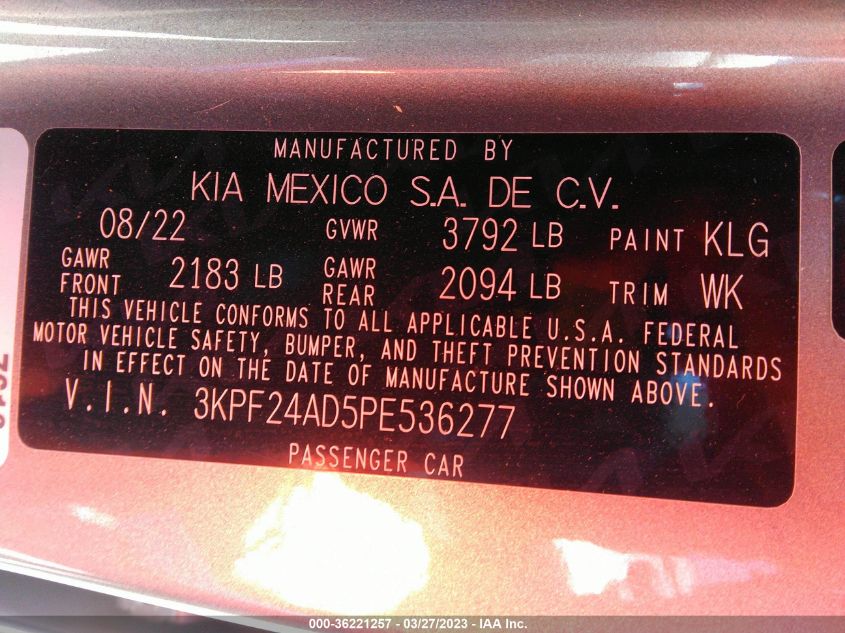 MANUFACTURED BY
KIA MEXICO S.A. DE C.V.
08/22 GVWR 3792 LB PAINT KLG
GAWR FRONT 2183 LB GAWR REAR 2094 LB TRIM WK
THIS VEHICLE CONFORMS TO ALL APPLICABLE U.S.A. FEDERAL
MOTOR VEHICLE SAFETY, BUMPER, AND THEFT PREVENTION STANDARDS
IN EFFECT ON THE DATE OF MANUFACTURE SHOWN ABOVE.
V.I.N. 3KPF24AD5PE536277
PASSENGER CAR
000-36221257 - 03/27/2023 - IAA Inc.